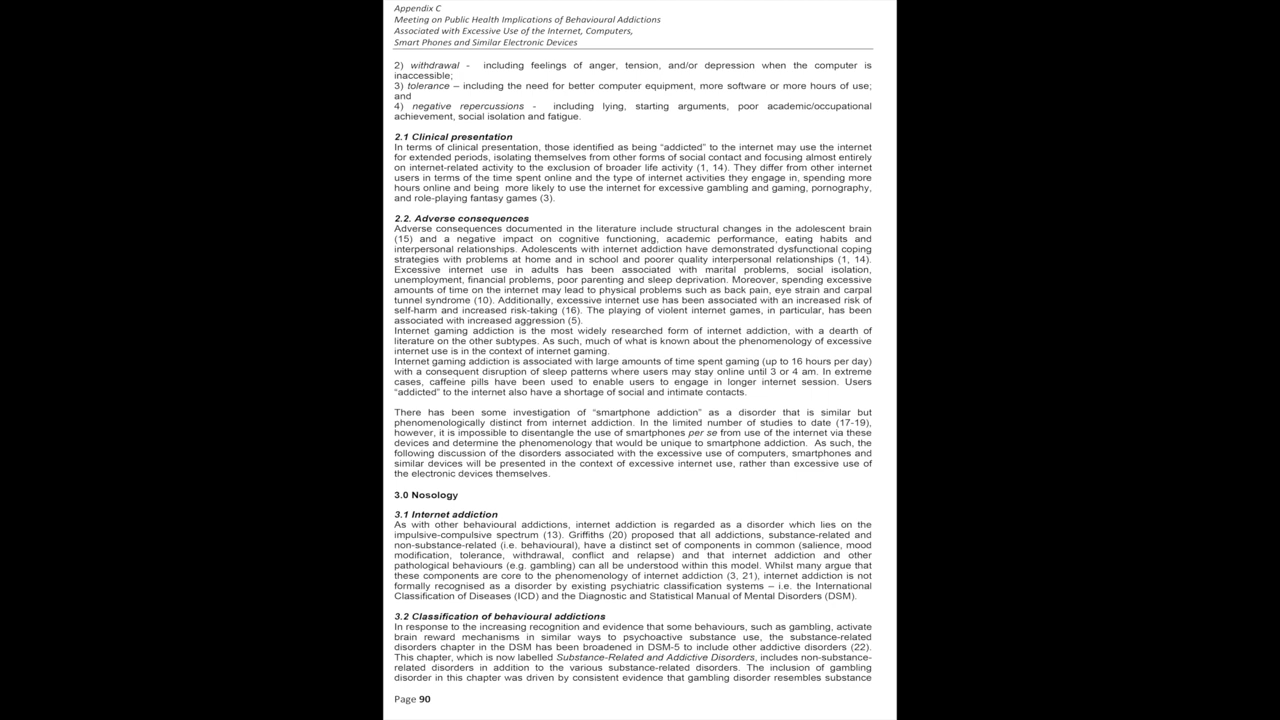 Appendix C
Meeting on Public Health Implications of Behavioural Addictions
Associated with Excessive Use of the Internet, Computers,
Smart Phones and Similar Electronic Devices
2) withdrawal - including feelings of anger, tension, and/or depression when the computer is
inaccessible;
3) tolerance – including the need for better computer equipment, more software or more hours of use;
and
4) negative repercussions - including lying, starting arguments, poor academic/occupational
achievement, social isolation and fatigue.
2.1 Clinical presentation
In terms of clinical presentation, those identified as being “addicted” to the internet may use the internet
for extended periods, isolating themselves from other forms of social contact and focusing almost entirely
on internet-related activity to the exclusion of broader life activity (1, 14). They differ from other internet
users in terms of the time spent online and the type of internet activities they engage in, spending more
hours online and being more likely to use the internet for excessive gambling and gaming, pornography,
and role-playing fantasy games (3).
2.2. Adverse consequences
Adverse consequences documented in the literature include structural changes in the adolescent brain
(15) and a negative impact on cognitive functioning, academic performance, eating habits and
interpersonal relationships. Adolescents with internet addiction have demonstrated dysfunctional coping
strategies with problems at home and in school and poorer quality interpersonal relationships (1, 14).
Excessive internet use in adults has been associated with marital problems, social isolation,
unemployment, financial problems, poor parenting and sleep deprivation. Moreover, spending excessive
amounts of time on the internet may lead to physical problems such as back pain, eye strain and carpal
tunnel syndrome (10). Additionally, excessive internet use has been associated with an increased risk of
self-harm and increased risk-taking (16). The playing of violent internet games, in particular, has been
associated with increased aggression (5).
Internet gaming addiction is the most widely researched form of internet addiction, with a dearth of
literature on the other subtypes. As such, much of what is known about the phenomenology of excessive
internet use is in the context of internet gaming.
Internet gaming addiction is associated with large amounts of time spent gaming (up to 16 hours per day)
with a consequent disruption of sleep patterns where users may stay online until 3 or 4 am. In extreme
cases, caffeine pills have been used to enable users to engage in longer internet session. Users
“addicted” to the internet also have a shortage of social and intimate contacts.
There has been some investigation of “smartphone addiction” as a disorder that is similar but
phenomenologically distinct from internet addiction. In the limited number of studies to date (17-19),
however, it is impossible to disentangle the use of smartphones per se from use of the internet via these
devices and determine the phenomenology that would be unique to smartphone addiction. As such, the
following discussion of the disorders associated with the excessive use of computers, smartphones and
similar devices will be presented in the context of excessive internet use, rather than excessive use of
the electronic devices themselves.
3.0 Nosology
3.1 Internet addiction
As with other behavioural addictions, internet addiction is regarded as a disorder which lies on the
impulsive-compulsive spectrum (13). Griffiths (20) proposed that all addictions, substance-related and
non-substance-related (i.e. behavioural), have a distinct set of components in common (salience, mood
modification, tolerance, withdrawal, conflict and relapse) and that internet addiction and other
pathological behaviours (e.g. gambling) can all be understood within this model. Whilst many argue that
these components are core to the phenomenology of internet addiction (3, 21), internet addiction is not
formally recognised as a disorder by existing psychiatric classification systems – i.e. the International
Classification of Diseases (ICD) and the Diagnostic and Statistical Manual of Mental Disorders (DSM).
3.2 Classification of behavioural addictions
In response to the increasing recognition and evidence that some behaviours, such as gambling, activate
brain reward mechanisms in similar ways to psychoactive substance use, the substance-related
disorders chapter in the DSM has been broadened in DSM-5 to include other addictive disorders (22).
This chapter, which is now labelled Substance-Related and Addictive Disorders, includes non-substance-
related disorders in addition to the various substance-related disorders. The inclusion of gambling
disorder in this chapter was driven by consistent evidence that gambling disorder resembles substance
Page 90